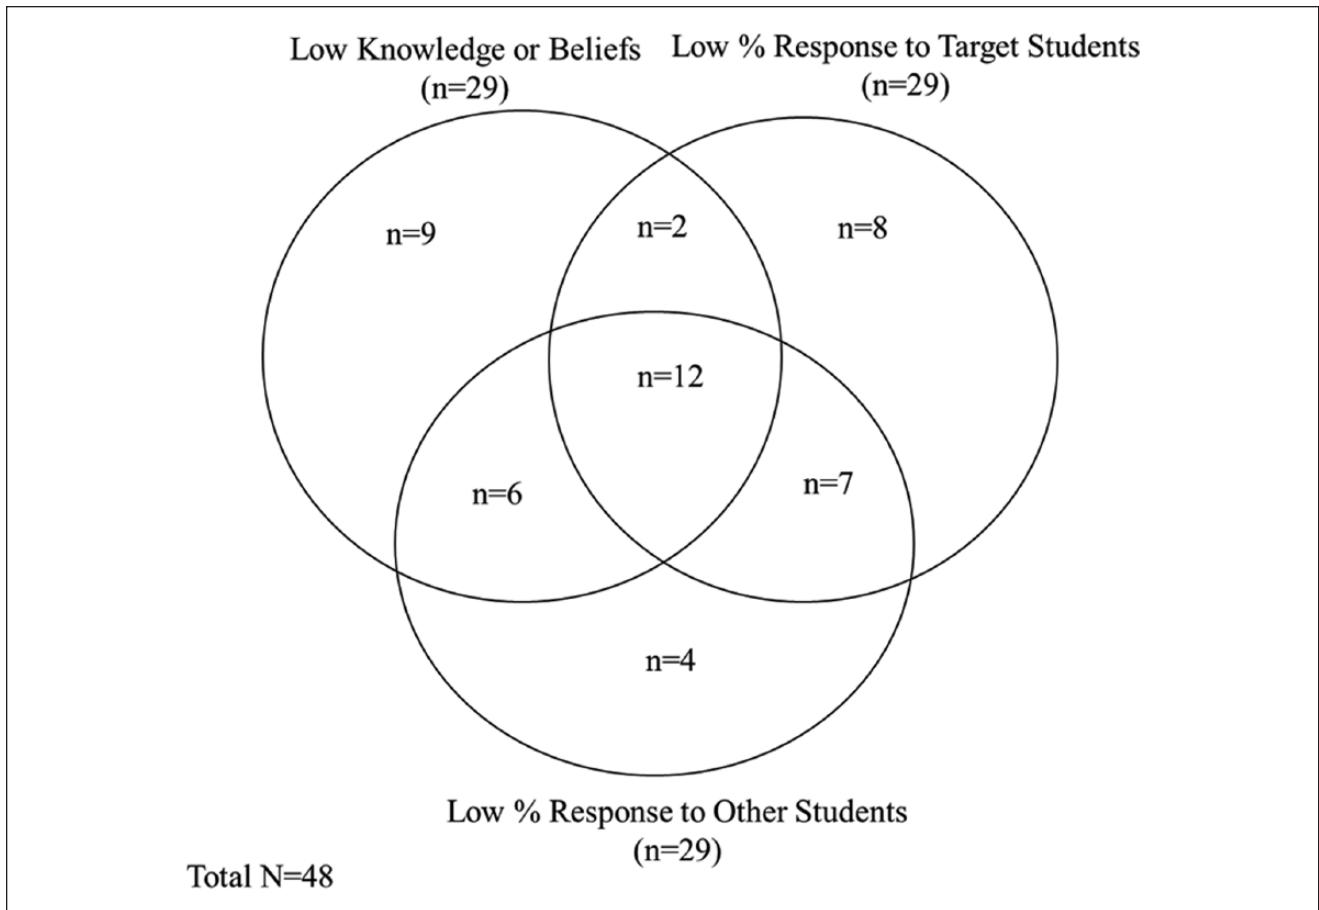 Low Knowledge or Beliefs
(n=29)
Low % Response to Target Students
(n=29)
n=9
n=2
n=8
n=12
n=6
n=7
n=4
Low % Response to Other Students
(n=29)
Total N=48